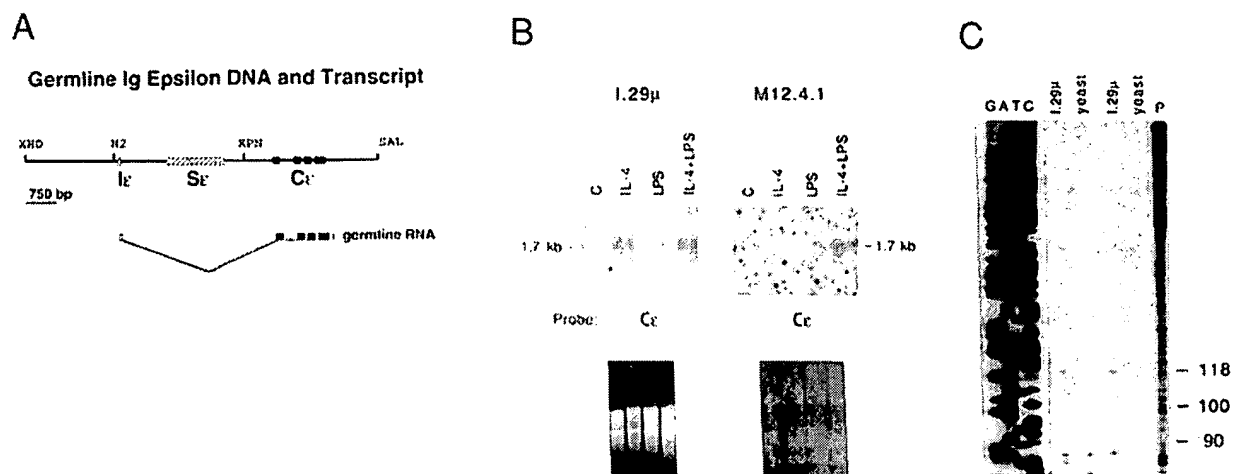 A
Germline Ig Epsilon DNA and Transcript
XHO H2 KPN SAL
Iε Sε Cε
750 bp
germline RNA
B
I.29μ M12.4.1
C IL-4 LPS IL-4+LPS C IL-4 LPS IL-4+LPS
1.7 kb - - 1.7 kb
Probe: Cε Cε
C
GATC I.29μ yeast I.29μ yeast P
- 118
- 100
- 90